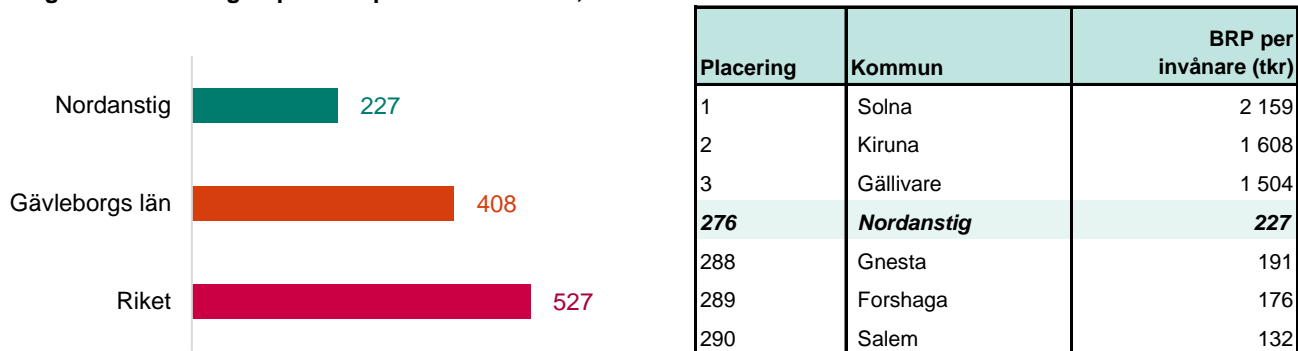 Nordanstig 227
Gävleborgs län 408
Riket 527
Placering Kommun BRP per invånare (tkr)
1 Solna 2 159
2 Kiruna 1 608
3 Gällivare 1 504
276 Nordanstig 227
288 Gnesta 191
289 Forshaga 176
290 Salem 132